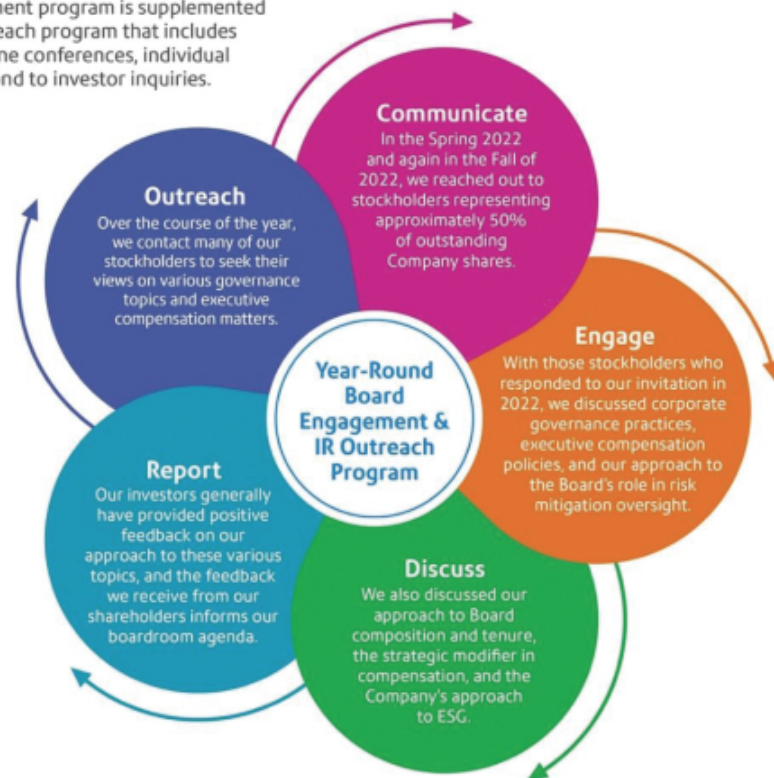 ment program is supplemented
each program that includes
ne conferences, individual
nd to investor inquiries.
Communicate
In the Spring 2022
and again in the Fall of
2022, we reached out to
stockholders representing
approximately 50%
of outstanding
Company shares.
Outreach
Over the course of the year,
we contact many of our
stockholders to seek their
views on various governance
topics and executive
compensation matters.
Engage
With those stockholders who
responded to our invitation in
2022, we discussed corporate
governance practices,
executive compensation
policies, and our approach to
the Board's role in risk
mitigation oversight.
Year-Round
Board
Engagement &
IR Outreach
Program
Report
Our investors generally
have provided positive
feedback on our
approach to these various
topics, and the feedback
we receive from our
shareholders informs our
boardroom agenda.
Discuss
We also discussed our
approach to Board
composition and tenure,
the strategic modifier in
compensation, and the
Company's approach
to ESG.